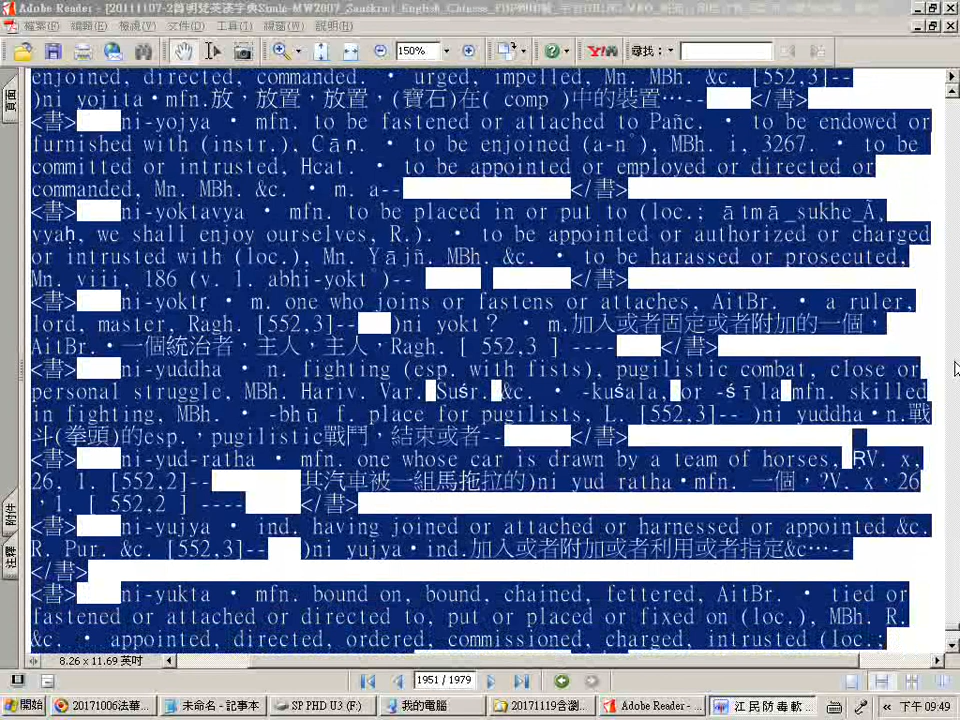 Adobe Reader - [20111107-2簡明梵英漢字典Sunle-MW2007_Sanskrit_English_Chinese_
檔案(F) 編輯(E) 檢視(V) 文件(D) 工具(T) 視窗(W) 說明(H)
150% 尋找：
頁面
附件
註釋
enjoined, directed, commanded. • urged, impelled, Mn. MBh. &c. [552,3]--
)ni yojita•mfn.放，放置，放置，(寶石)在( comp )中的裝置…-- </書>
<書> ni-yojya • mfn. to be fastened or attached to Pañc. • to be endowed or
furnished with (instr.), Cāṇ. • to be enjoined (a-n˚), MBh. i, 3267. • to be
committed or intrusted, Hcat. • to be appointed or employed or directed or
commanded, Mn. MBh. &c. • m. a-- </書>
<書> ni-yoktavya • mfn. to be placed in or put to (loc.; ātmā_sukhe_Ã,
vyaḥ, we shall enjoy ourselves, R.). • to be appointed or authorized or charged
or intrusted with (loc.), Mn. Yājñ. MBh. &c. • to be harassed or prosecuted,
Mn. viii, 186 (v. l. abhi-yokt˚)-- </書>
<書> ni-yoktṛ • m. one who joins or fastens or attaches, AitBr. • a ruler,
lord, master, Ragh. [552,3]-- )ni yokt？ • m.加入或者固定或者附加的一個，
AitBr.•一個統治者，主人，主人，Ragh. [ 552,3 ] ---- </書>
<書> ni-yuddha • n. fighting (esp. with fists), pugilistic combat, close or
personal struggle, MBh. Hariv. Var. Suśr. &c. • -kuśala, or -śīla mfn. skilled
in fighting, MBh. • -bhū f. place for pugilists, L. [552,3]-- )ni yuddha•n.戰
斗(拳頭)的esp.，pugilistic戰鬥，結束或者-- </書>
<書> ni-yud-ratha • mfn. one whose car is drawn by a team of horses, RV. x,
26, 1. [552,2]-- 其汽車被一組馬拖拉的)ni yud ratha•mfn. 一個，?V. x，26
，1. [ 552,2 ] ---- </書>
<書> ni-yujya • ind. having joined or attached or harnessed or appointed &c.
R. Pur. &c. [552,3]-- )ni yujya•ind.加入或者附加或者利用或者指定&c…--
</書>
<書> ni-yukta • mfn. bound on, bound, chained, fettered, AitBr. • tied or
fastened or attached or directed to, put or placed or fixed on (loc.), MBh. R.
&c. • appointed, directed, ordered, commissioned, charged, intrusted (loc.;
8.26 x 11.69 英吋
1951 / 1979
開始 20171006法華... 未命名 - 記事本 SP PHD U3 (F:) 我的電腦 20171119含瀏... Adobe Reader -... 江民防毒軟... 下午 09:49